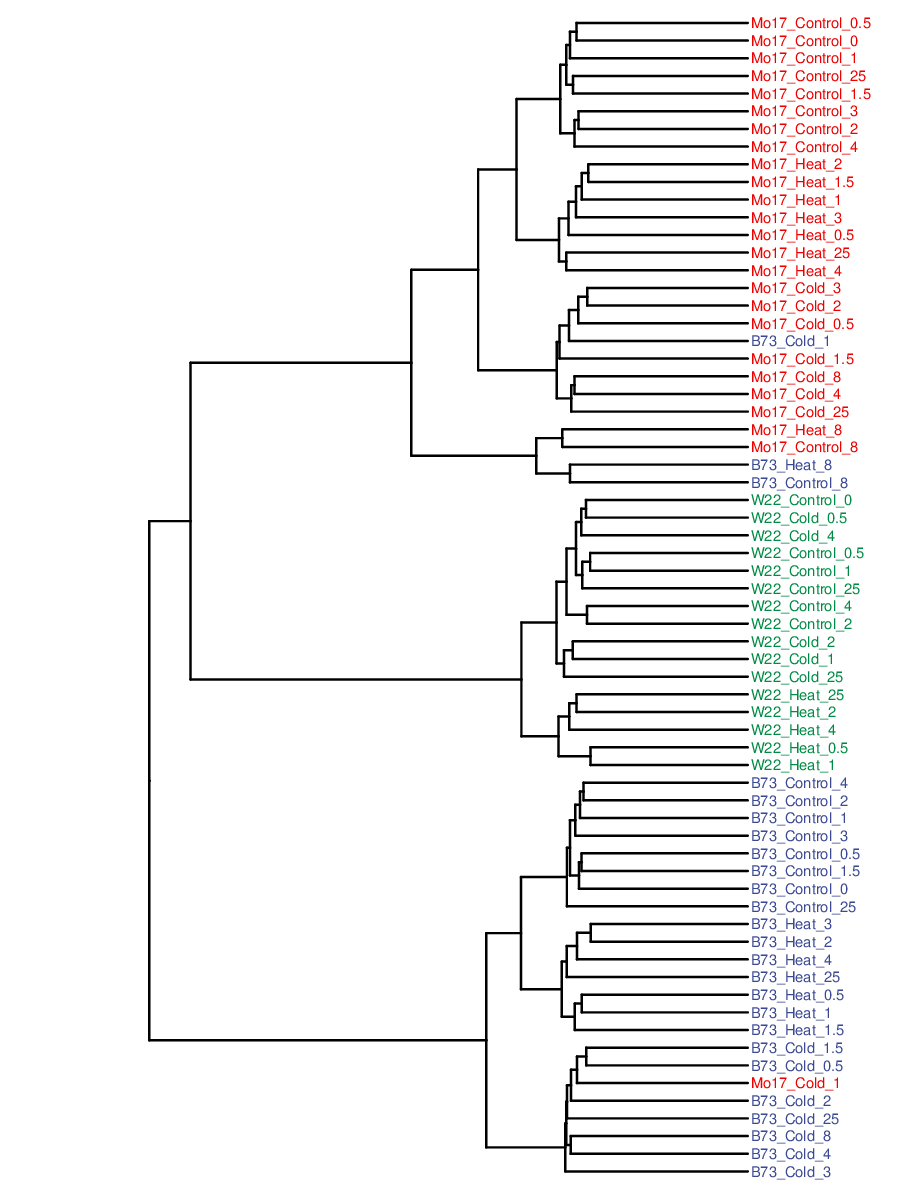 Mo17_Control_0.5
Mo17_Control_0
Mo17_Control_1
Mo17_Control_25
Mo17_Control_1.5
Mo17_Control_3
Mo17_Control_2
Mo17_Control_4
Mo17_Heat_2
Mo17_Heat_1.5
Mo17_Heat_1
Mo17_Heat_3
Mo17_Heat_0.5
Mo17_Heat_25
Mo17_Heat_4
Mo17_Cold_3
Mo17_Cold_2
Mo17_Cold_0.5
B73_Cold_1
Mo17_Cold_1.5
Mo17_Cold_8
Mo17_Cold_4
Mo17_Cold_25
Mo17_Heat_8
Mo17_Control_8
B73_Heat_8
B73_Control_8
W22_Control_0
W22_Cold_0.5
W22_Cold_4
W22_Control_0.5
W22_Control_1
W22_Control_25
W22_Control_4
W22_Control_2
W22_Cold_2
W22_Cold_1
W22_Cold_25
W22_Heat_25
W22_Heat_2
W22_Heat_4
W22_Heat_0.5
W22_Heat_1
B73_Control_4
B73_Control_2
B73_Control_1
B73_Control_3
B73_Control_0.5
B73_Control_1.5
B73_Control_0
B73_Control_25
B73_Heat_3
B73_Heat_2
B73_Heat_4
B73_Heat_25
B73_Heat_0.5
B73_Heat_1
B73_Heat_1.5
B73_Cold_1.5
B73_Cold_0.5
Mo17_Cold_1
B73_Cold_2
B73_Cold_25
B73_Cold_8
B73_Cold_4
B73_Cold_3